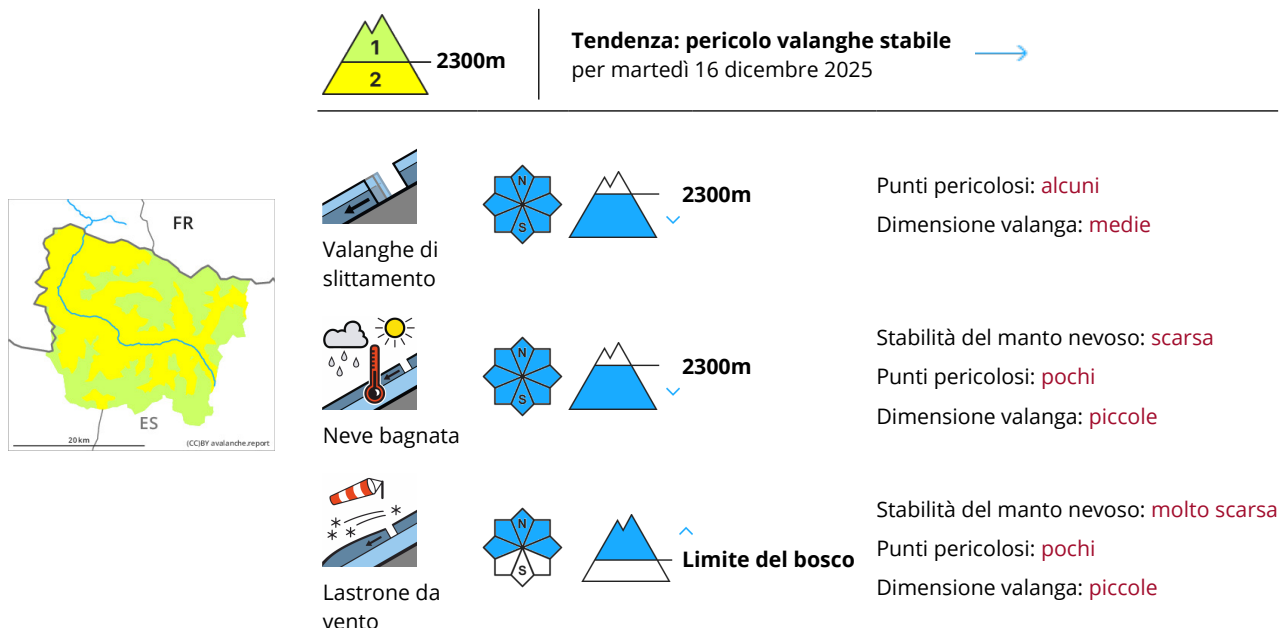 1
2
2300m
Tendenza: pericolo valanghe stabile
per martedì 16 dicembre 2025
FR
ES
20 km
(CC)BY avalanche.report
Valanghe di
slittamento
N
S
2300m
Punti pericolosi: alcuni
Dimensione valanga: medie
Neve bagnata
N
S
2300m
Stabilità del manto nevoso: scarsa
Punti pericolosi: pochi
Dimensione valanga: piccole
Lastrone da
vento
N
S
Limite del bosco
Stabilità del manto nevoso: molto scarsa
Punti pericolosi: pochi
Dimensione valanga: piccole